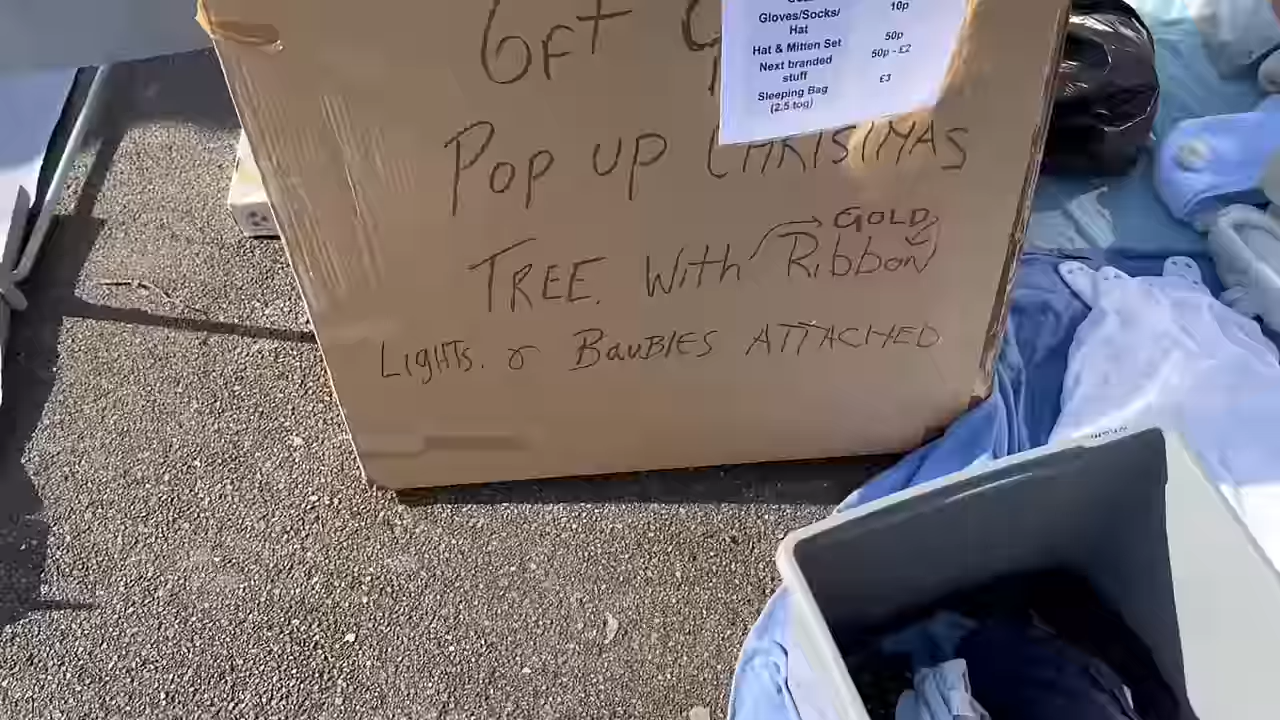 6FT
Gloves/Socks/
Hat
10p
Hat & Mitten Set
50p
Next branded
stuff
50p - £2
Sleeping Bag
(2.5 tog)
£3
POP UP CHRISTMAS
GOLD
TREE. With Ribbon
LIGHTS. & BauBlES ATTACHED